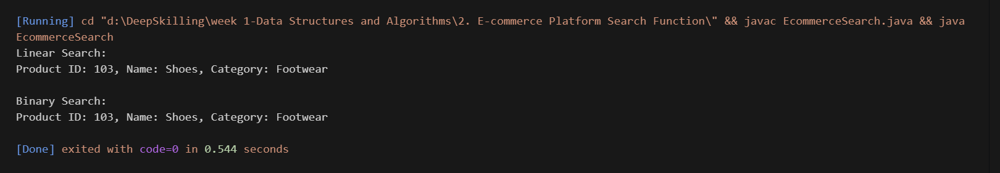 [Running] cd "d:\DeepSkilling\week 1-Data Structures and Algorithms\2. E-commerce Platform Search Function\" && javac EcommerceSearch.java && java
EcommerceSearch
Linear Search:
Product ID: 103, Name: Shoes, Category: Footwear
Binary Search:
Product ID: 103, Name: Shoes, Category: Footwear
[Done] exited with code=0 in 0.544 seconds